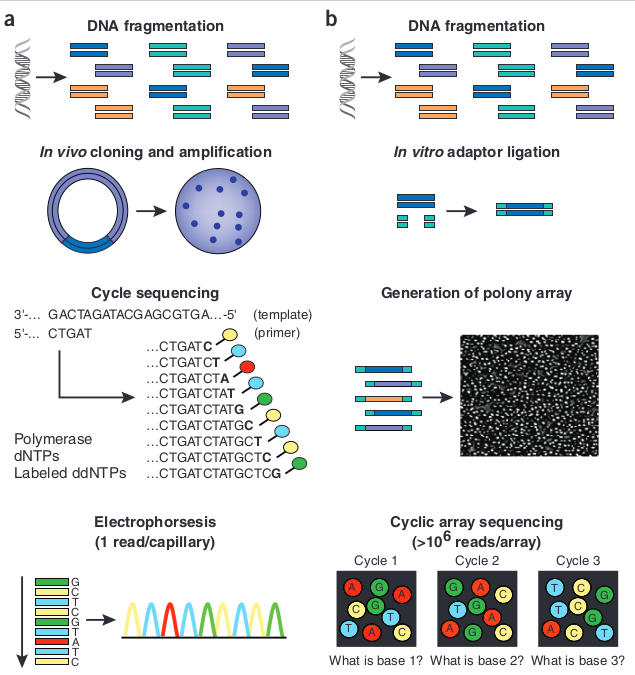 a
DNA fragmentation
In vivo cloning and amplification
Cycle sequencing
3'-... GACTAGATACGAGCGTGA...-5' (template)
5'-... CTGAT (primer)
...CTGATC
...CTGATCT
...CTGATCTA
...CTGATCTAT
...CTGATCTATG
...CTGATCTATGC
...CTGATCTATGCT
...CTGATCTATGCTC
...CTGATCTATGCTCG
Polymerase
dNTPs
Labeled ddNTPs
Electrophorsesis
(1 read/capillary)
G
C
T
C
G
T
A
T
C
b
DNA fragmentation
In vitro adaptor ligation
Generation of polony array
Cyclic array sequencing
(>10⁶ reads/array)
Cycle 1
A G A
C G T
T A C
What is base 1?
Cycle 2
G A C
T G A
A G C
What is base 2?
Cycle 3
T C G
T C G
A C T
What is base 3?